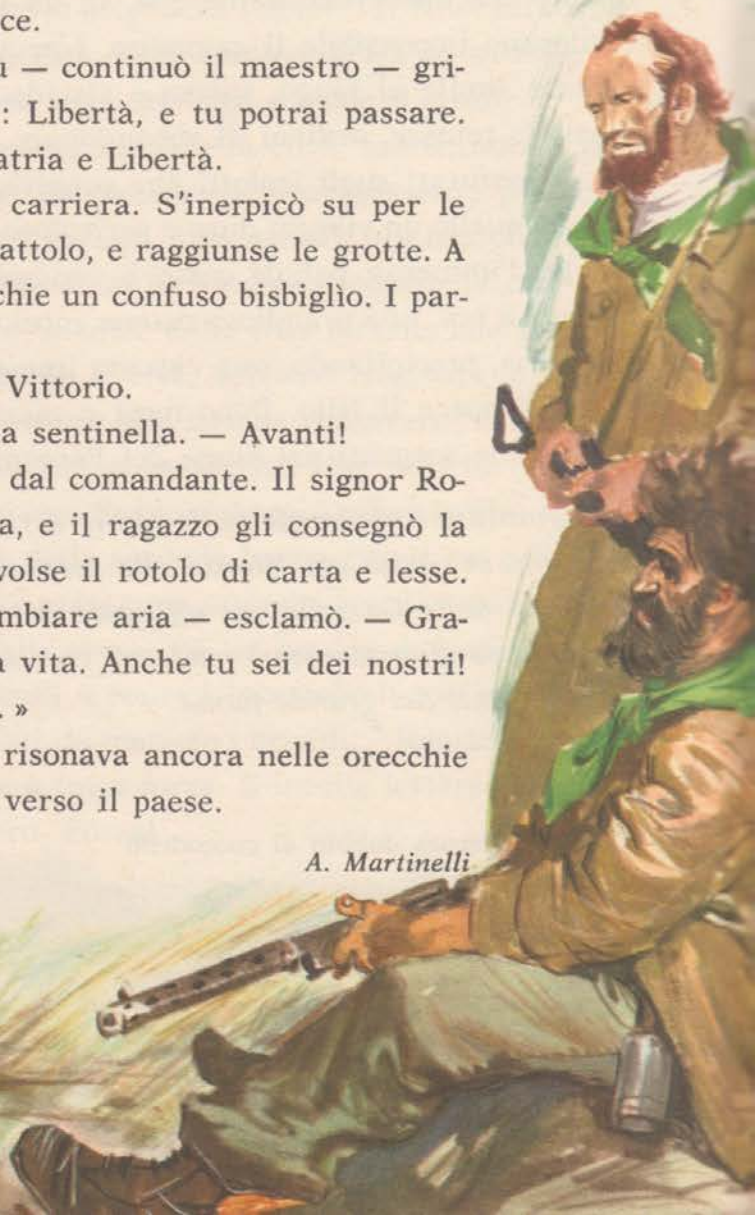 ce.
u — continuò il maestro — gri-
: Libertà, e tu potrai passare.
atria e Libertà.
carriera. S'inerpicò su per le
attolo, e raggiunse le grotte. A
chie un confuso bisbiglìo. I par-
Vittorio.
a sentinella. — Avanti!
dal comandante. Il signor Ro-
a, e il ragazzo gli consegnò la
volse il rotolo di carta e lesse.
mbiare aria — esclamò. — Gra-
a vita. Anche tu sei dei nostri!
. »
risonava ancora nelle orecchie
verso il paese.
A. Martinelli